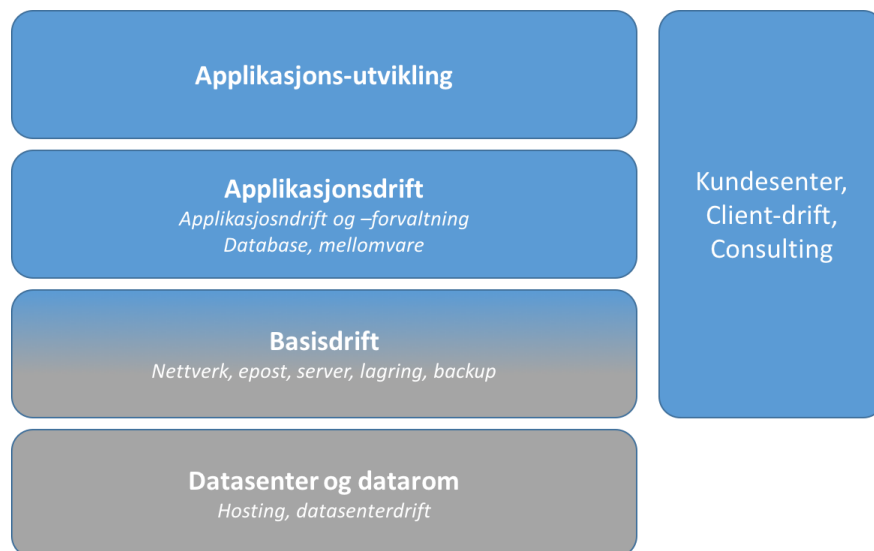 Applikasjons-utvikling
Applikasjonsdrift
Applikasjosndrift og –forvaltning
Database, mellomvare
Basisdrift
Nettverk, epost, server, lagring, backup
Datasenter og datarom
Hosting, datasenterdrift
Kundesenter,
Client-drift,
Consulting